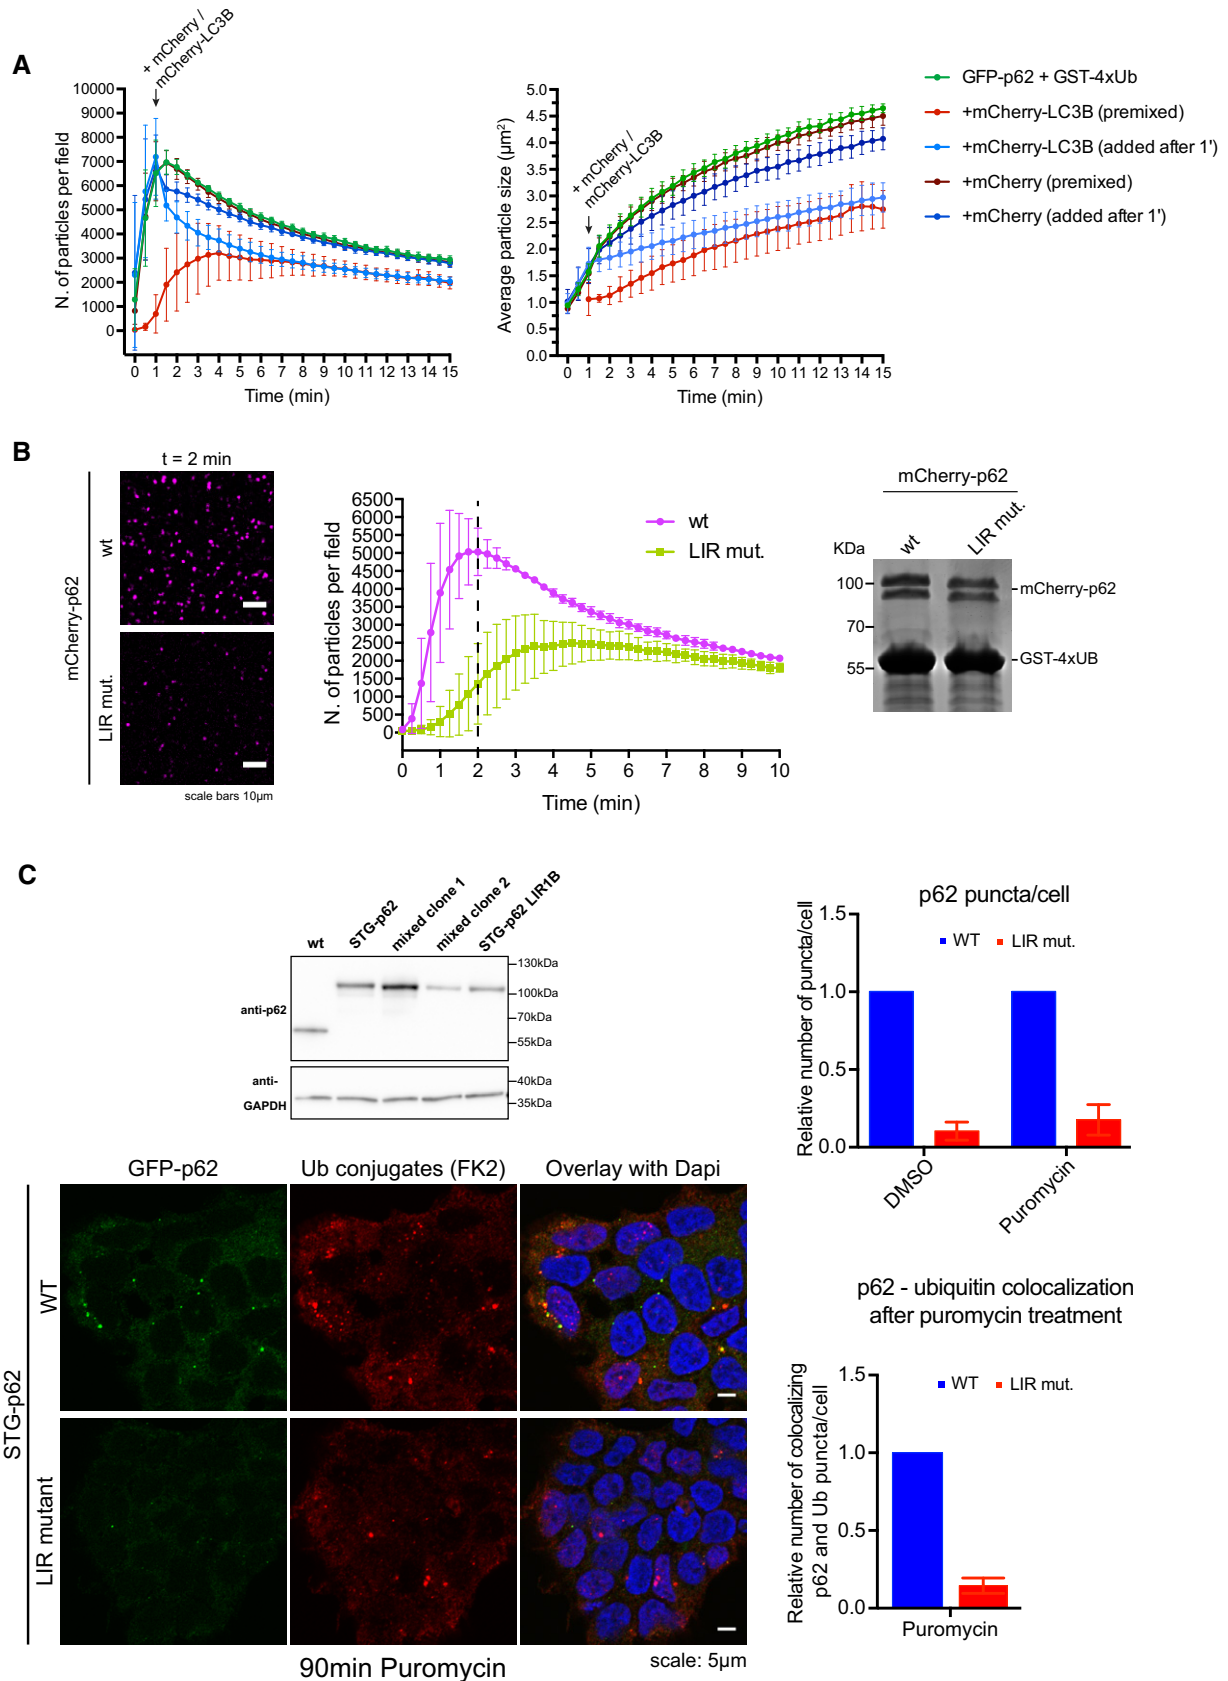 A
+ mCherry /
mCherry-LC3B
10000
9000
8000
7000
6000
5000
4000
3000
2000
1000
0
N. of particles per field
0 1 2 3 4 5 6 7 8 9 10 11 12 13 14 15
Time (min)
+ mCherry /
mCherry-LC3B
5.0
4.5
4.0
3.5
3.0
2.5
2.0
1.5
1.0
0.5
0.0
Average particle size (µm²)
0 1 2 3 4 5 6 7 8 9 10 11 12 13 14 15
Time (min)
GFP-p62 + GST-4xUb
+mCherry-LC3B (premixed)
+mCherry-LC3B (added after 1')
+mCherry (premixed)
+mCherry (added after 1')
B
t = 2 min
mCherry-p62
wt
LIR mut.
scale bars 10µm
6500
6000
5500
5000
4500
4000
3500
3000
2500
2000
1500
1000
500
0
N. of particles per field
wt
LIR mut.
0 1 2 3 4 5 6 7 8 9 10
Time (min)
mCherry-p62
KDa
wt
LIR mut.
100
70
55
mCherry-p62
GST-4xUB
C
wt
STG-p62
mixed clone 1
mixed clone 2
STG-p62 LIR1B
anti-p62
130kDa
100kDa
70kDa
55kDa
anti-
GAPDH
40kDa
35kDa
p62 puncta/cell
WT
LIR mut.
1.5
1.0
0.5
0.0
Relative number of puncta/cell
DMSO
Puromycin
GFP-p62
Ub conjugates (FK2)
Overlay with Dapi
STG-p62
WT
LIR mutant
90min Puromycin
scale: 5µm
p62 - ubiquitin colocalization
after puromycin treatment
WT
LIR mut.
1.5
1.0
0.5
0.0
Relative number of colocalizing
p62 and Ub puncta/cell
Puromycin